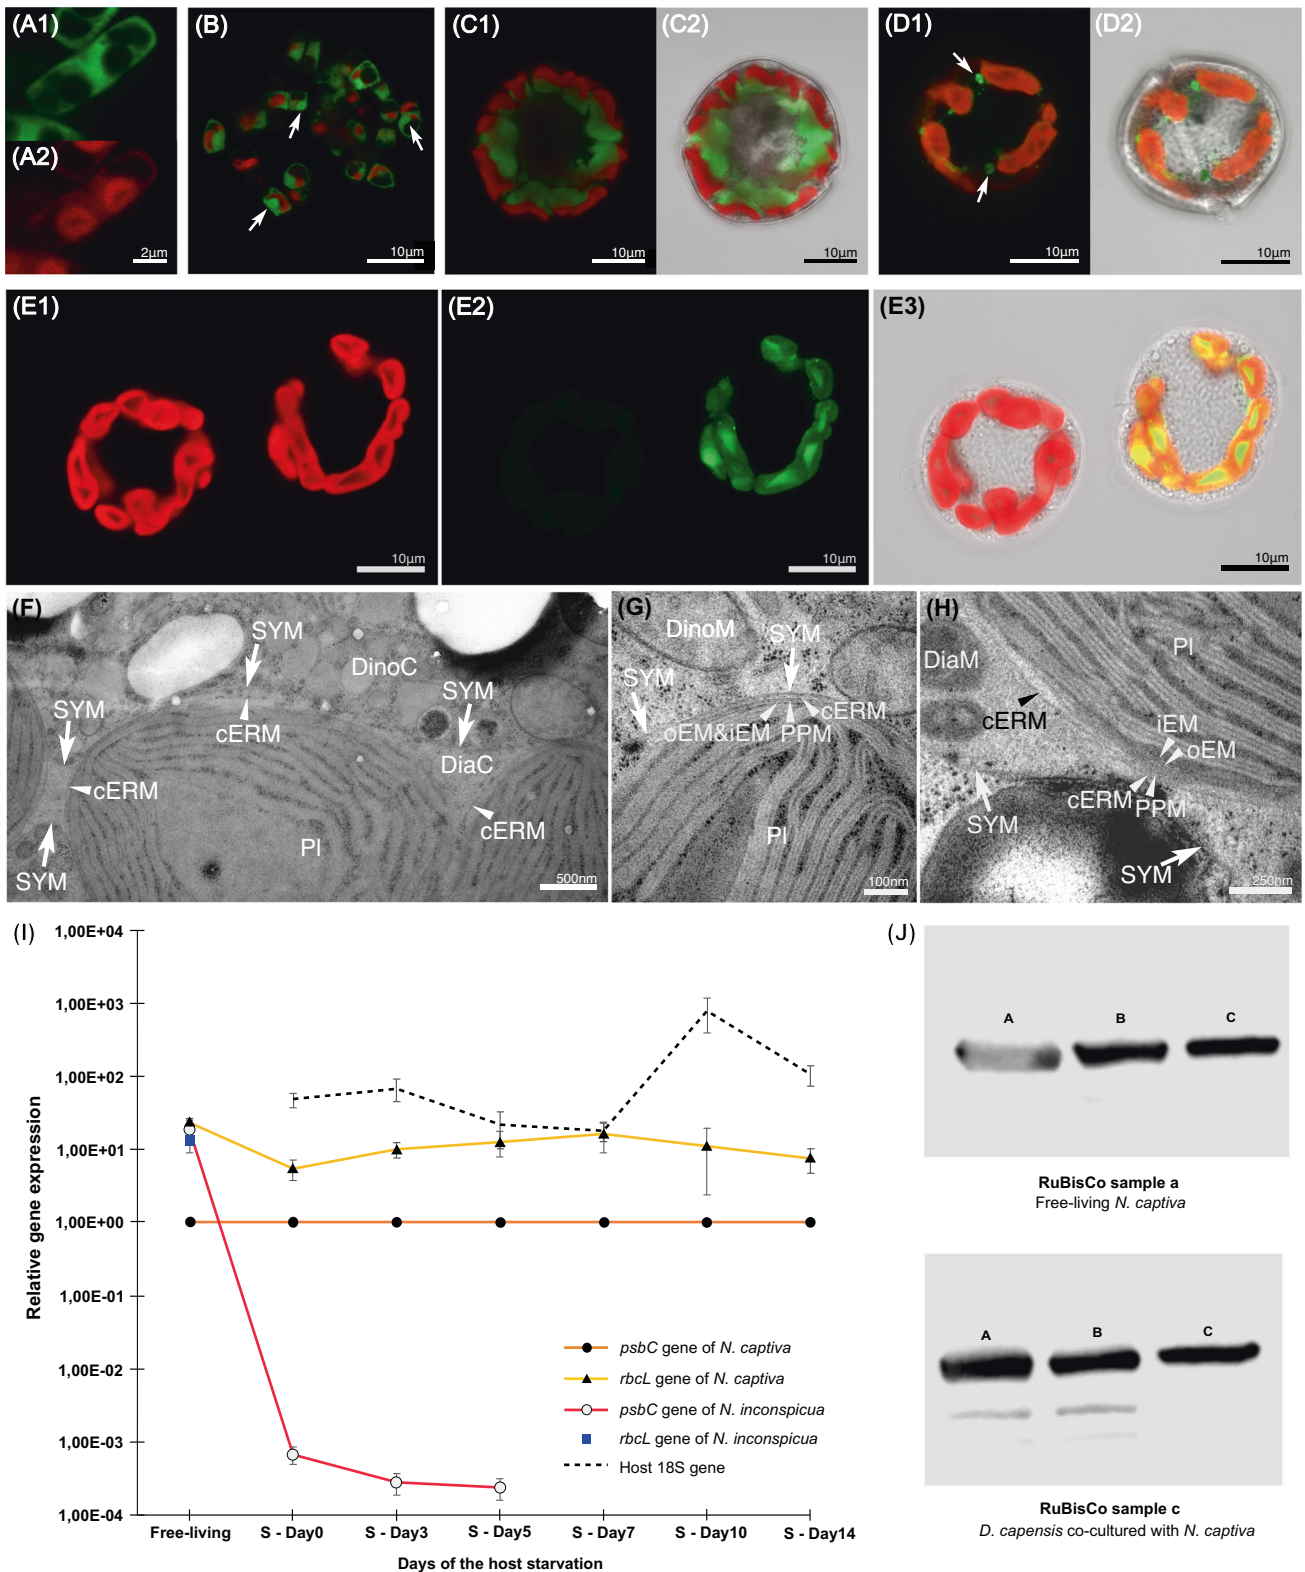 (A1)
(A2)
2µm
(B)
10µm
(C1)
10µm
(C2)
10µm
(D1)
10µm
(D2)
10µm
(E1)
10µm
(E2)
10µm
(E3)
10µm
(F)
SYM
DinoC
SYM
SYM
cERM
DiaC
cERM
cERM
PI
SYM
500nm
(G)
DinoM
SYM
SYM
cERM
oEM&iEM
PPM
PI
100nm
(H)
PI
DiaM
cERM
iEM
oEM
cERM
PPM
SYM
SYM
250nm
(I)
1,00E+04
1,00E+03
1,00E+02
1,00E+01
1,00E+00
1,00E-01
1,00E-02
1,00E-03
1,00E-04
Relative gene expression
psbC gene of N. captiva
rbcL gene of N. captiva
psbC gene of N. inconspicua
rbcL gene of N. inconspicua
Host 18S gene
Free-living
S - Day0
S - Day3
S - Day5
S - Day7
S - Day10
S - Day14
Days of the host starvation
(J)
A
B
C
RuBisCo sample a
Free-living N. captiva
A
B
C
RuBisCo sample c
D. capensis co-cultured with N. captiva